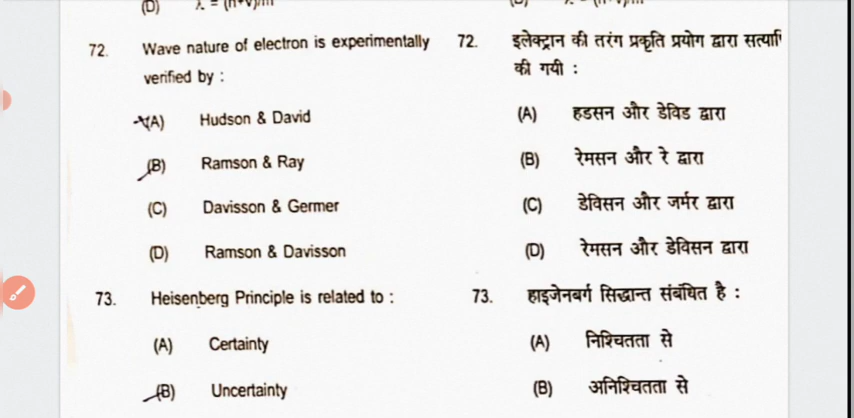 (D)
72. Wave nature of electron is experimentally
verified by :
(A) Hudson & David
(B) Ramson & Ray
(C) Davisson & Germer
(D) Ramson & Davisson
73. Heisenberg Principle is related to :
(A) Certainty
(B) Uncertainty
72. इलेक्ट्रान की तरंग प्रकृति प्रयोग द्वारा
की गयी :
(A) हडसन और डेविड द्वारा
(B) रेमसन और रे द्वारा
(C) डेविसन और जर्मर द्वारा
(D) रेमसन और डेविसन द्वारा
73. हाइजेनबर्ग सिद्धान्त संबंधित है :
(A) निश्चितता से
(B) अनिश्चितता से